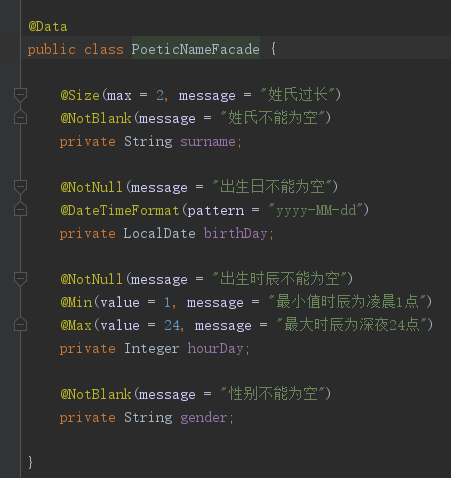 @Data
public class PoeticNameFacade {
@Size(max = 2, message = "姓氏过长")
@NotBlank(message = "姓氏不能为空")
private String surname;
@NotNull(message = "出生日不能为空")
@DateTimeFormat(pattern = "yyyy-MM-dd")
private LocalDate birthDay;
@NotNull(message = "出生时辰不能为空")
@Min(value = 1, message = "最小值时辰为凌晨1点")
@Max(value = 24, message = "最大时辰为深夜24点")
private Integer hourDay;
@NotBlank(message = "性别不能为空")
private String gender;
}